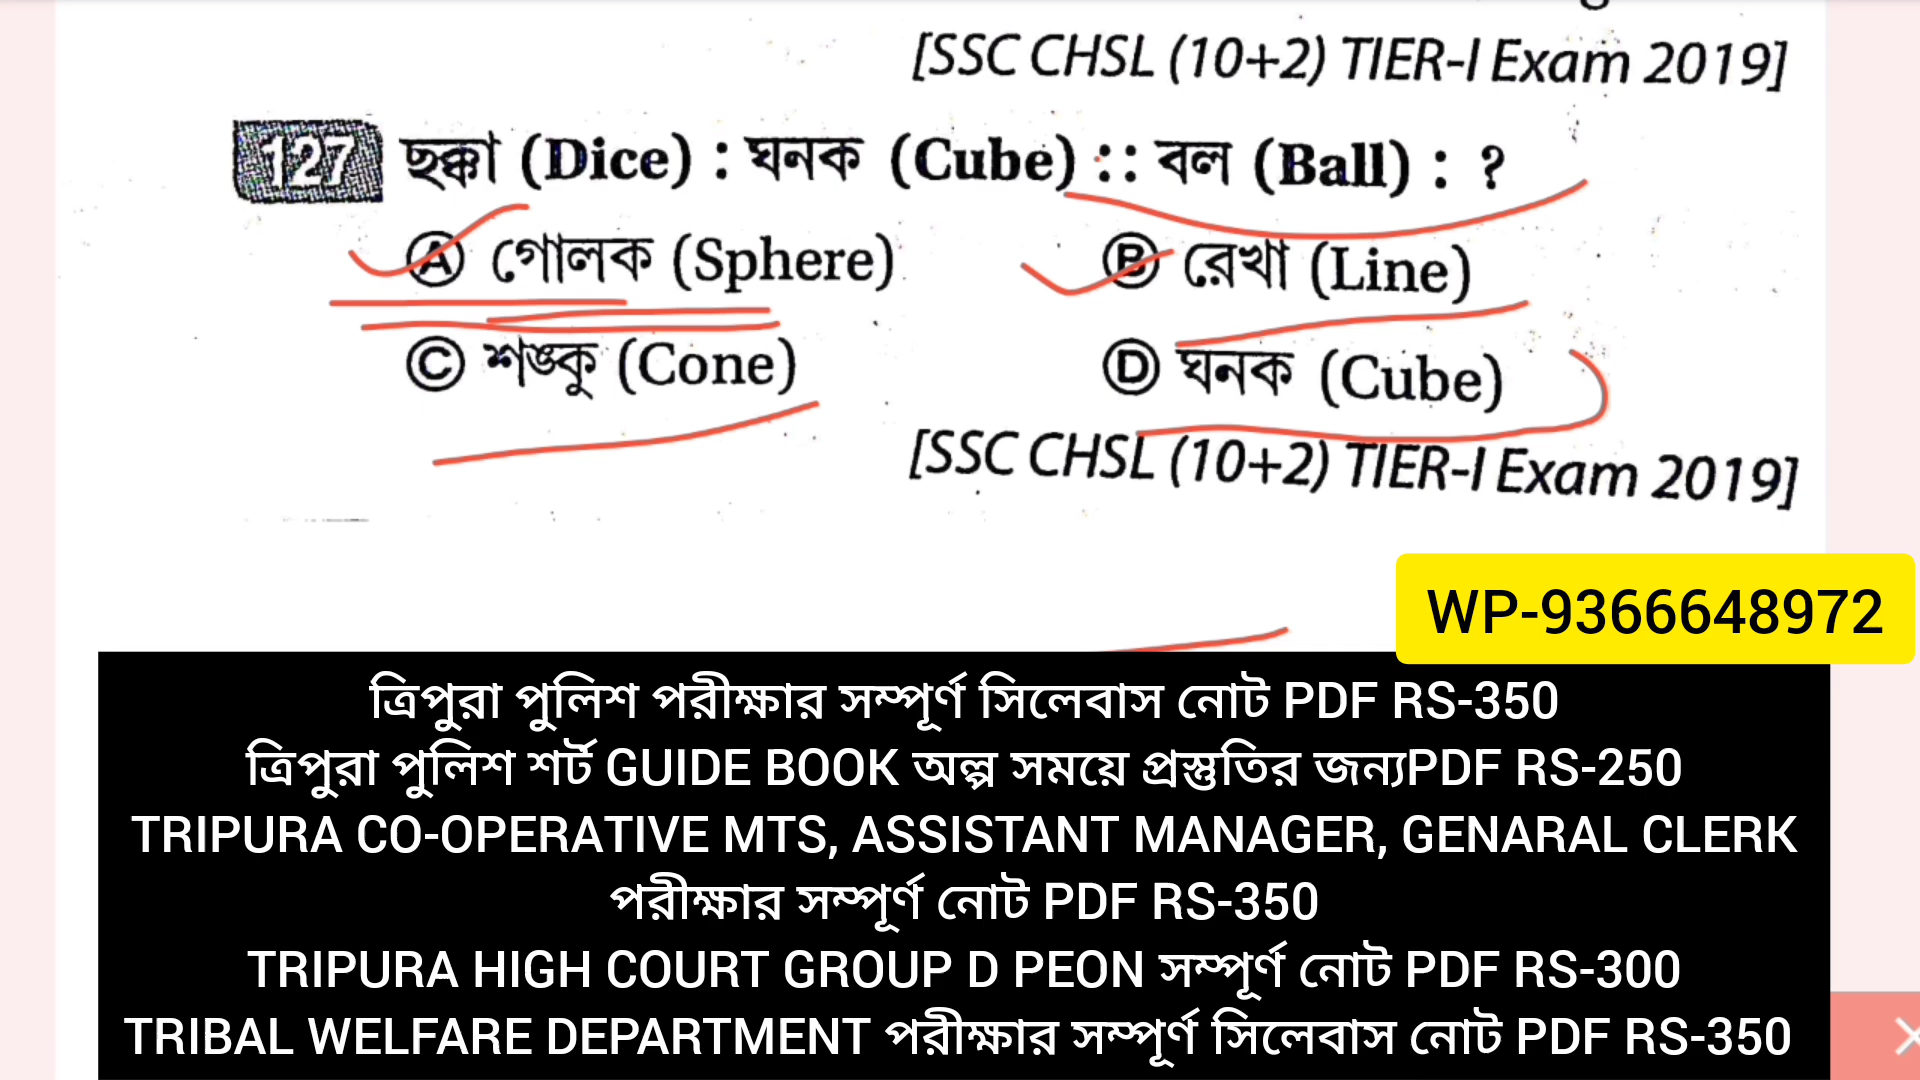 [SSC CHSL (10+2) TIER-I Exam 2019]
127 ছক্কা (Dice) : ঘনক (Cube) :: বল (Ball) : ?
Ⓐ গোলক (Sphere) Ⓑ রেখা (Line)
Ⓒ শঙ্কু (Cone) Ⓓ ঘনক (Cube)
[SSC CHSL (10+2) TIER-I Exam 2019]
WP-9366648972
ত্রিপুরা পুলিশ পরীক্ষার সম্পূর্ণ সিলেবাস নোট PDF RS-350
ত্রিপুরা পুলিশ শর্ট GUIDE BOOK অল্প সময়ে প্রস্তুতির জন্যPDF RS-250
TRIPURA CO-OPERATIVE MTS, ASSISTANT MANAGER, GENARAL CLERK
পরীক্ষার সম্পূর্ণ নোট PDF RS-350
TRIPURA HIGH COURT GROUP D PEON সম্পূর্ণ নোট PDF RS-300
TRIBAL WELFARE DEPARTMENT পরীক্ষার সম্পূর্ণ সিলেবাস নোট PDF RS-350